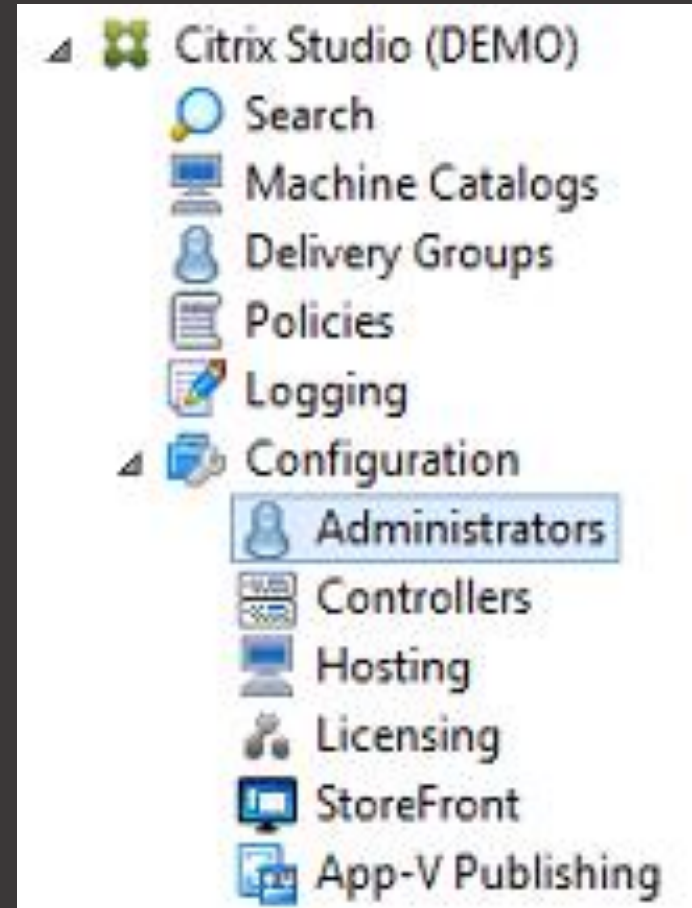 Citrix Studio (DEMO)
Search
Machine Catalogs
Delivery Groups
Policies
Logging
Configuration
Administrators
Controllers
Hosting
Licensing
StoreFront
App-V Publishing